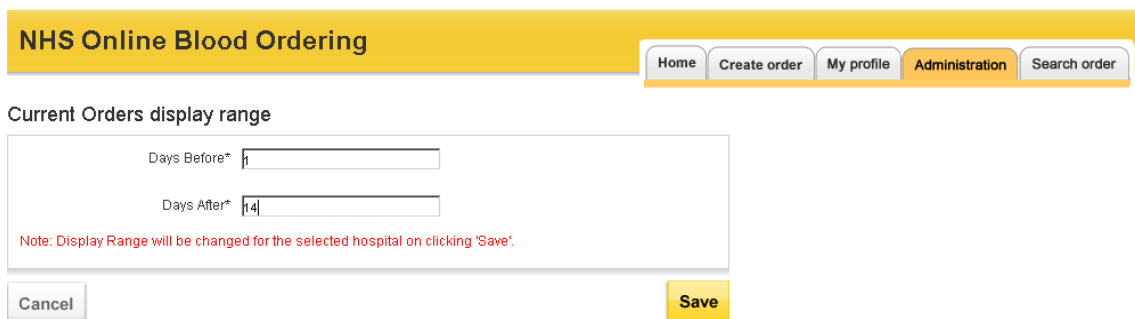 NHS Online Blood Ordering
Home Create order My profile Administration Search order
Current Orders display range
Days Before* 1
Days After* 14
Note: Display Range will be changed for the selected hospital on clicking 'Save'.
Cancel Save